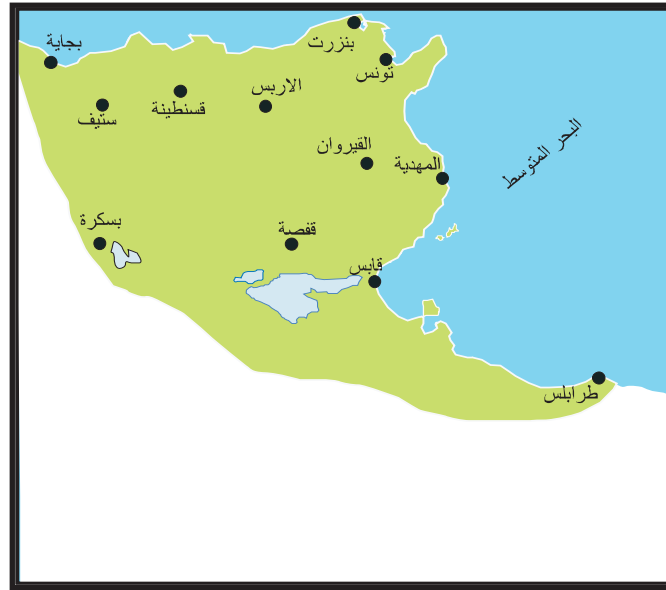 بنزرت
بجاية
تونس
الاربس
قسنطينة
ستيف
البحر المتوسط
القيروان
المهدية
بسكرة
قفصة
قابس
طرابلس